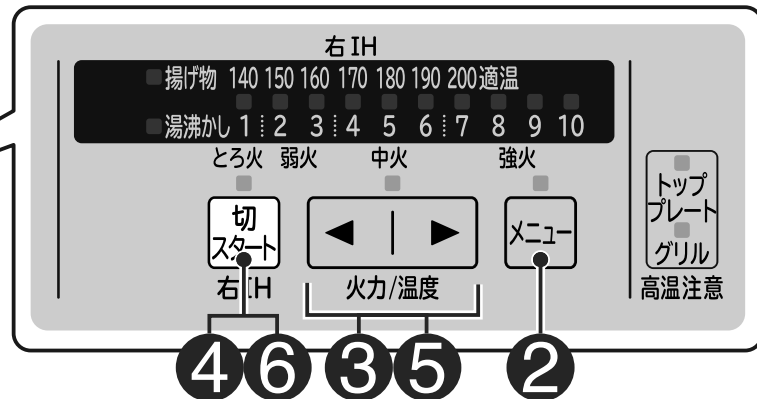 右IH
揚げ物 140 150 160 170 180 190 200 適温
湯沸かし 1 2 3 4 5 6 7 8 9 10
とろ火 弱火 中火 強火
切
スタート
◀ | ▶
メニュー
右IH
火力/温度
トップ
プレート
グリル
高温注意
4 6 3 5 2